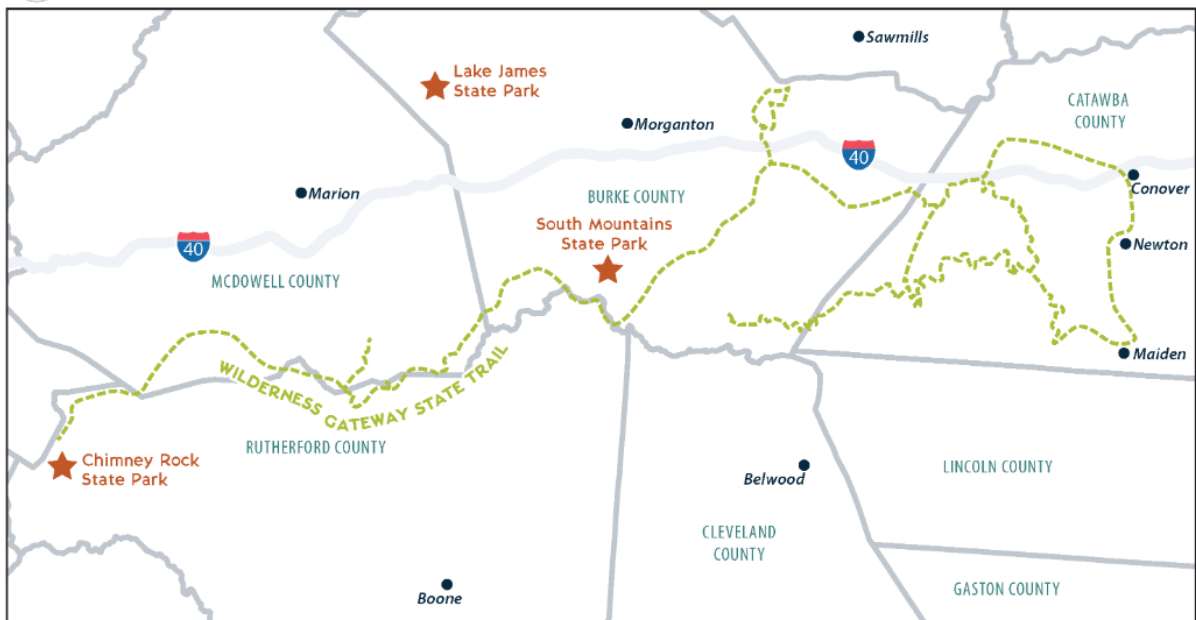 Sawmills
Lake James
State Park
CATAWBA
COUNTY
Morganton
40
Conover
Marion
BURKE COUNTY
South Mountains
State Park
40
Newton
MCDOWELL COUNTY
Maiden
WILDERNESS GATEWAY STATE TRAIL
RUTHERFORD COUNTY
Chimney Rock
State Park
Belwood
LINCOLN COUNTY
CLEVELAND
COUNTY
Boone
GASTON COUNTY